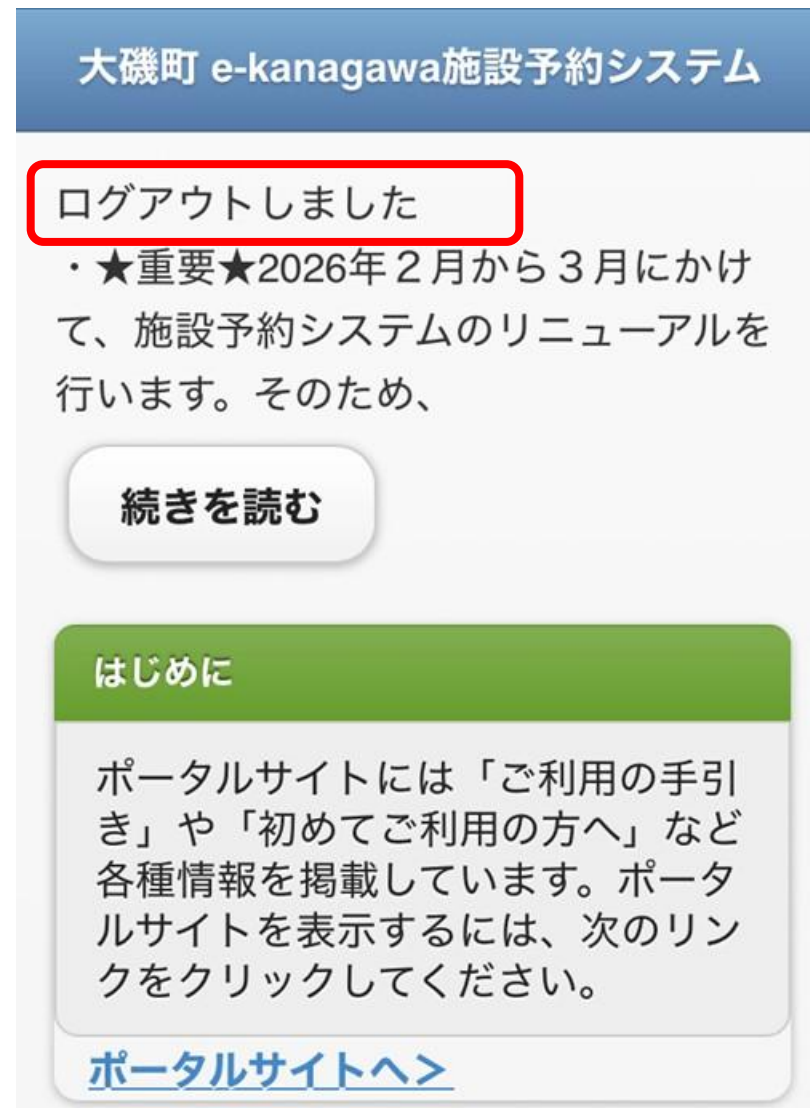 大磯町 e-kanagawa施設予約システム
ログアウトしました
・★重要★2026年２月から３月にかけ
て、施設予約システムのリニューアルを
行います。そのため、
続きを読む
はじめに
ポータルサイトには「ご利用の手引
き」や「初めてご利用の方へ」など
各種情報を掲載しています。ポータ
ルサイトを表示するには、次のリン
クをクリックしてください。
ポータルサイトへ＞